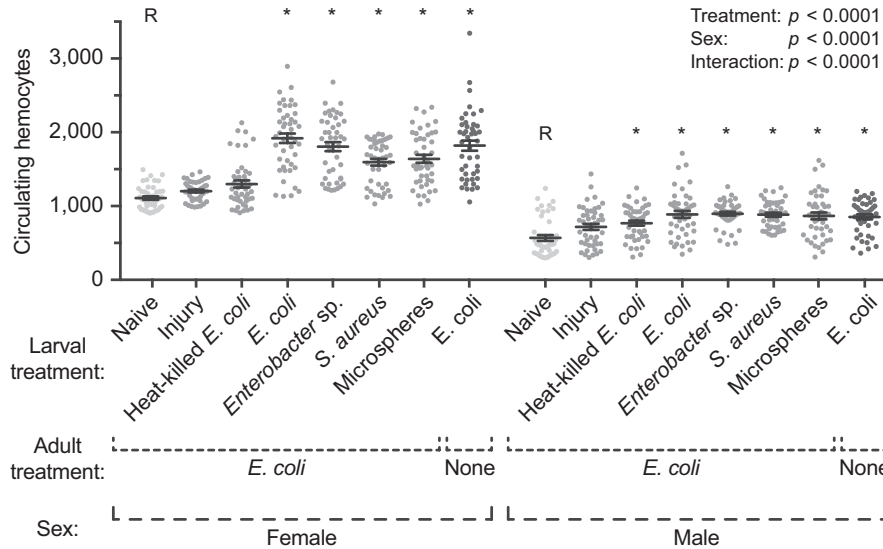 R * * * * * Treatment: p < 0.0001
Sex: p < 0.0001
Interaction: p < 0.0001
3,000
2,000
1,000
0
Circulating hemocytes
R * * * * * *
Larval treatment:
Naive
Injury
Heat-killed E. coli
E. coli
Enterobacter sp.
S. aureus
Microspheres
E. coli
Naive
Injury
Heat-killed E. coli
E. coli
Enterobacter sp.
S. aureus
Microspheres
E. coli
Adult
treatment: E. coli None E. coli None
Sex: Female Male